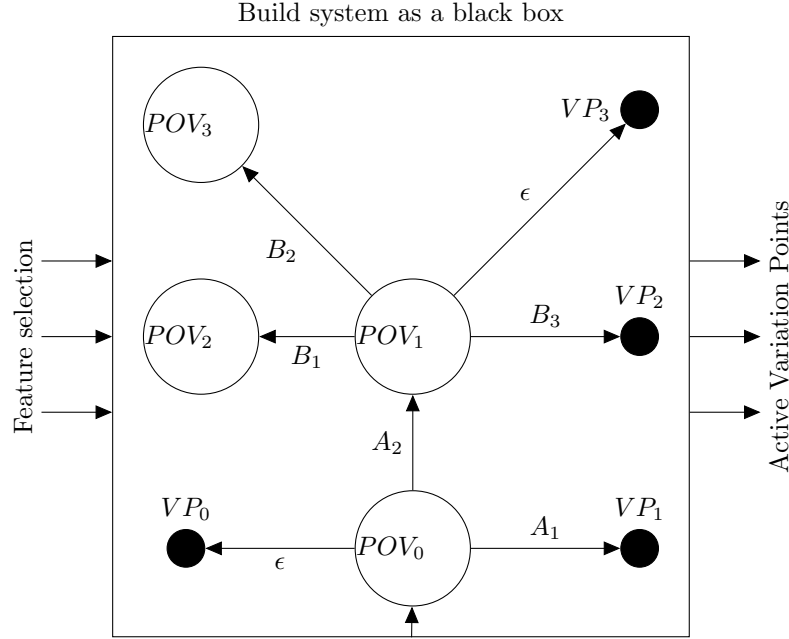 Build system as a black box
POV₃
VP₃
ϵ
B₂
VP₂
POV₂
B₁
POV₁
B₃
Feature selection
Active Variation Points
A₂
VP₀
VP₁
ϵ
POV₀
A₁